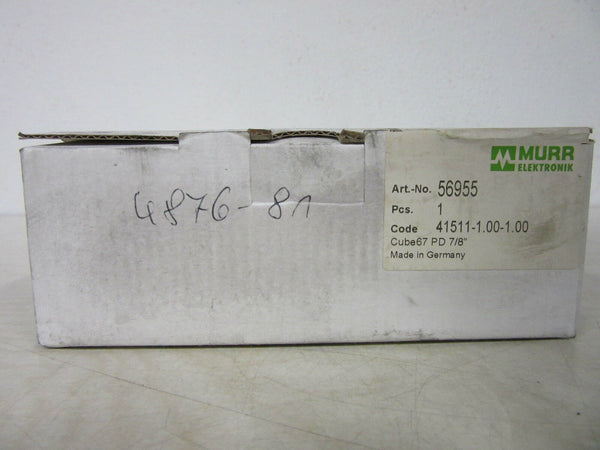 MURR
ELEKTRONIK
Art.-No. 56955
Pcs. 1
Code 41511-1.00-1.00
Cube67 PD 7/8"
Made in Germany
4876-81